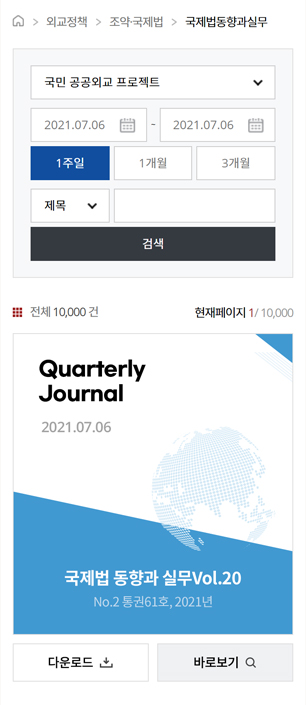 외교정책 > 조약·국제법 > 국제법동향과실무
국민 공공외교 프로젝트
2021.07.06 - 2021.07.06
1주일 1개월 3개월
제목
검색
전체 10,000 건 현재페이지 1/ 10,000
Quarterly
Journal
2021.07.06
국제법 동향과 실무Vol.20
No.2 통권61호, 2021년
다운로드 바로보기